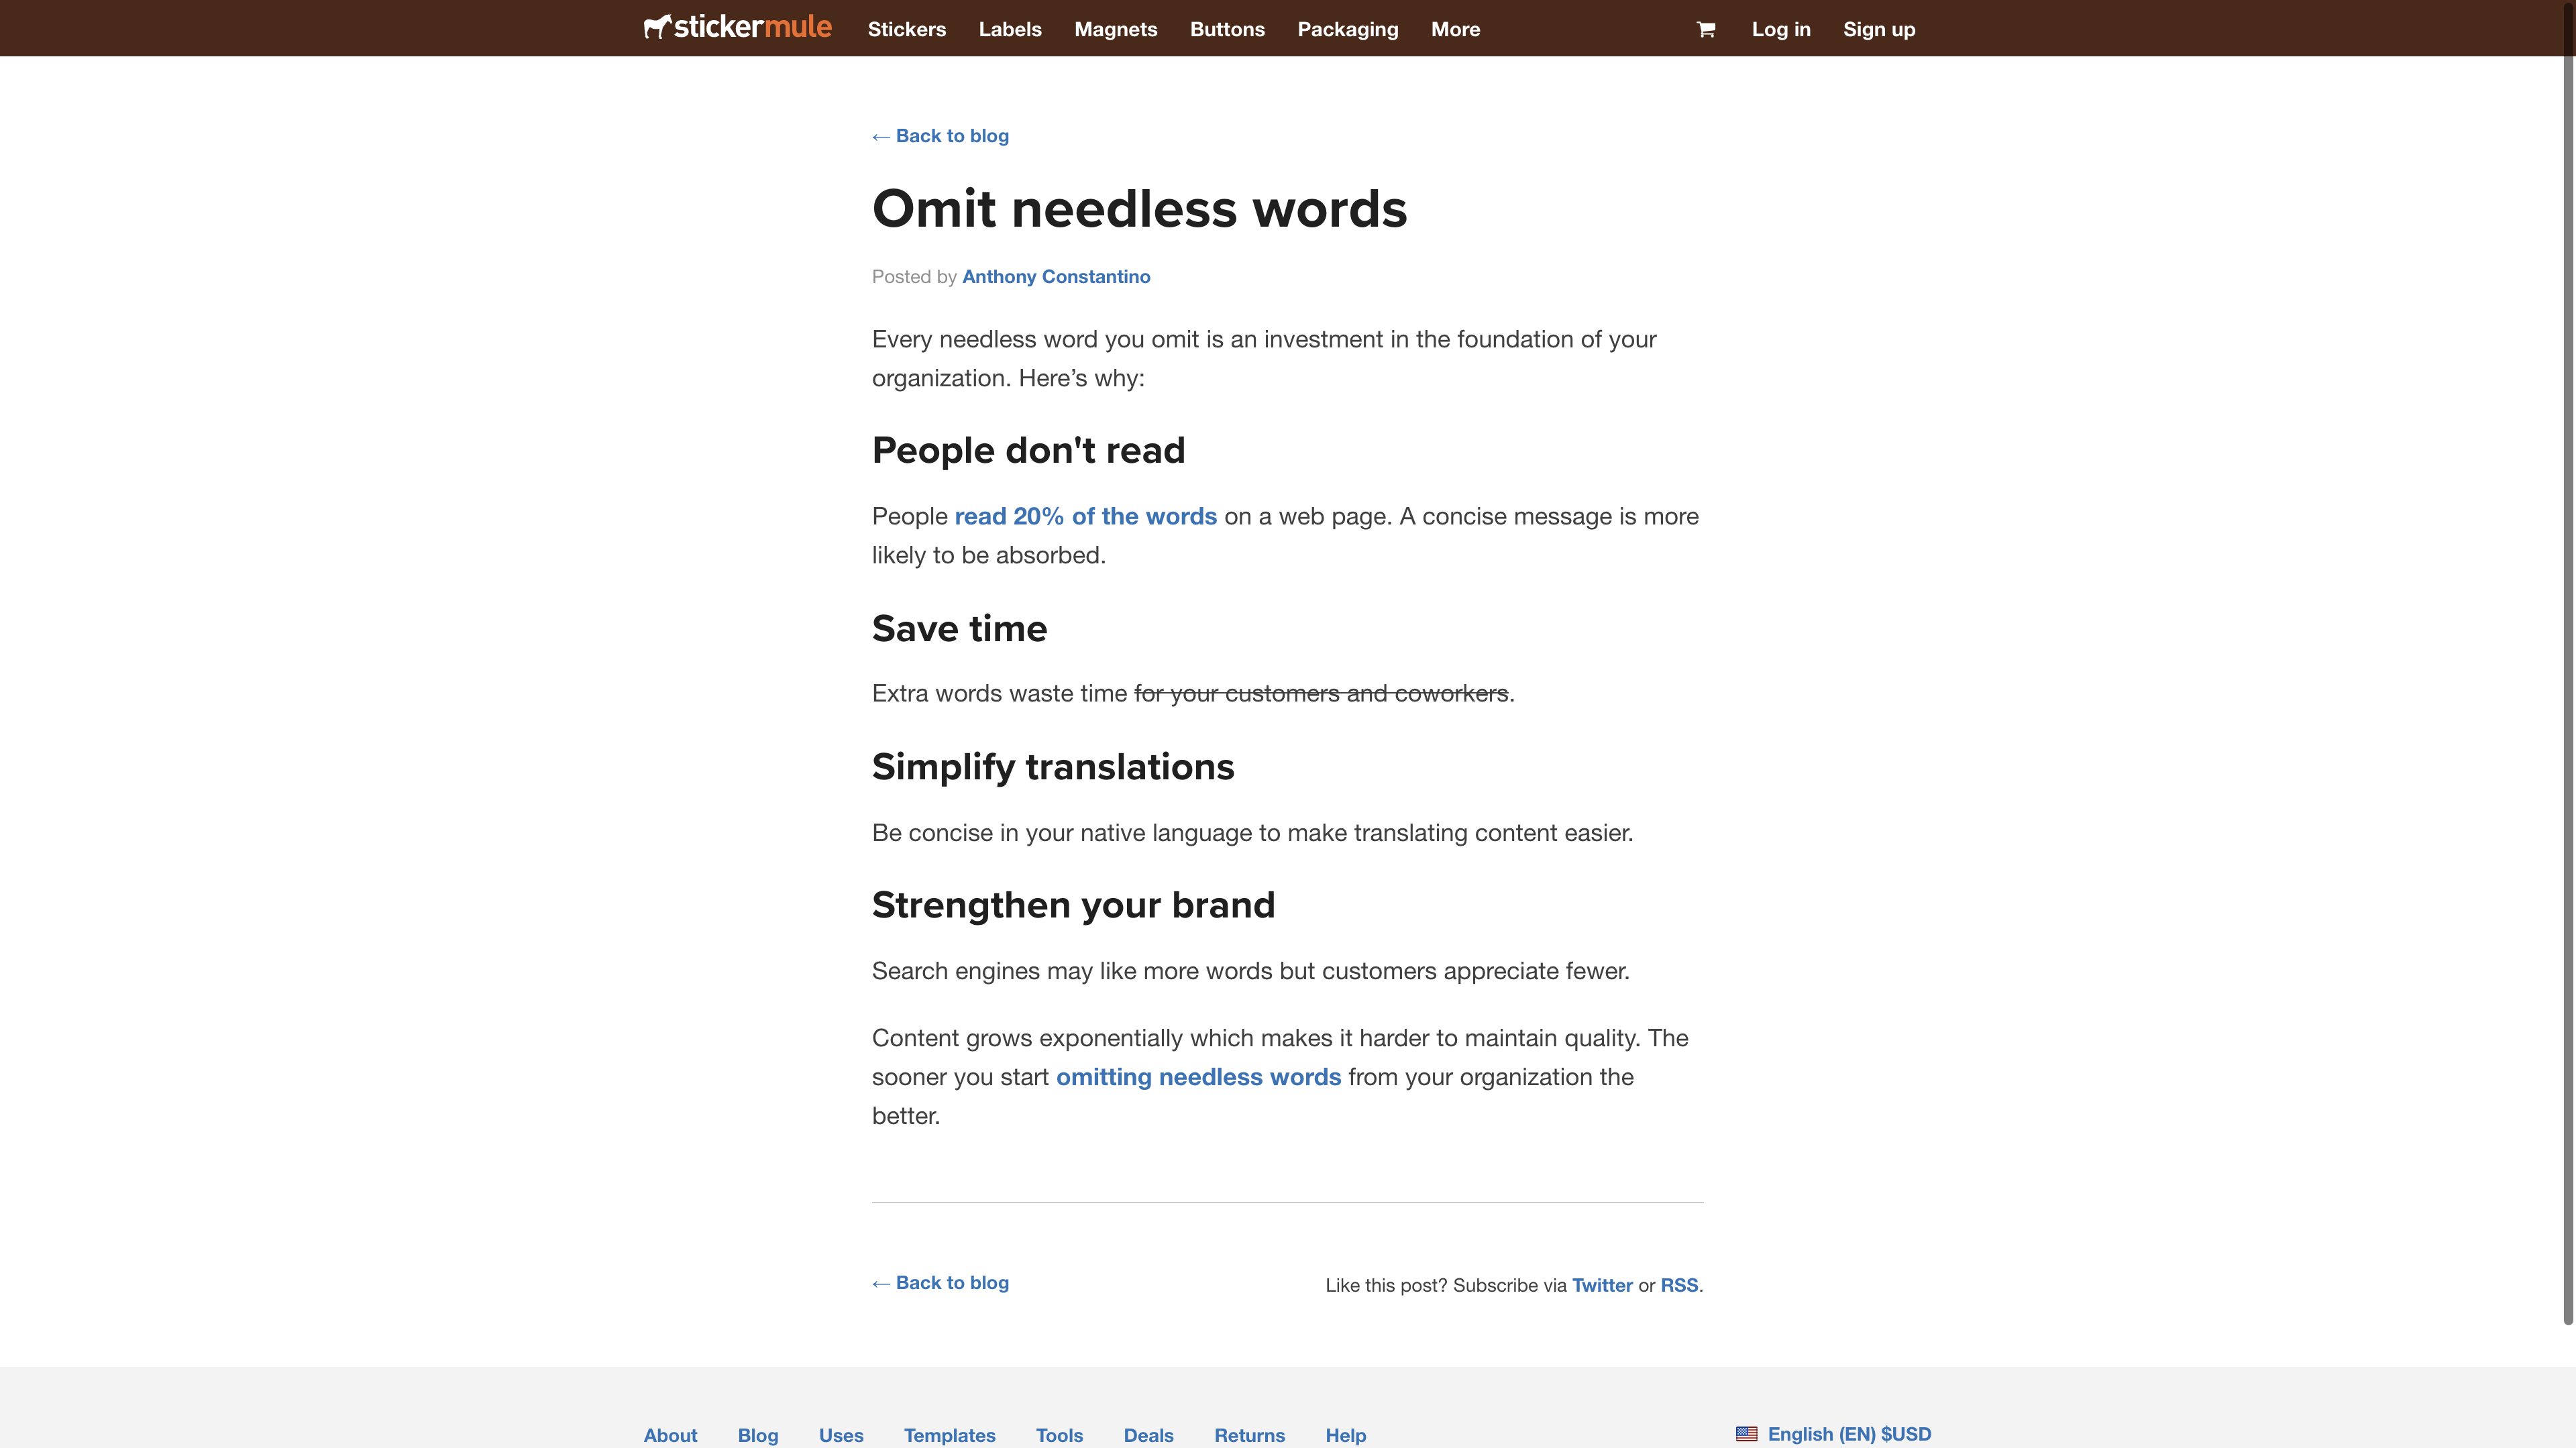 stickermule Stickers Labels Magnets Buttons Packaging More Log in Sign up
← Back to blog
Omit needless words
Posted by Anthony Constantino
Every needless word you omit is an investment in the foundation of your
organization. Here’s why:
People don't read
People read 20% of the words on a web page. A concise message is more
likely to be absorbed.
Save time
Extra words waste time for your customers and coworkers.
Simplify translations
Be concise in your native language to make translating content easier.
Strengthen your brand
Search engines may like more words but customers appreciate fewer.
Content grows exponentially which makes it harder to maintain quality. The
sooner you start omitting needless words from your organization the
better.
← Back to blog
Like this post? Subscribe via Twitter or RSS.
About Blog Uses Templates Tools Deals Returns Help English (EN) $USD